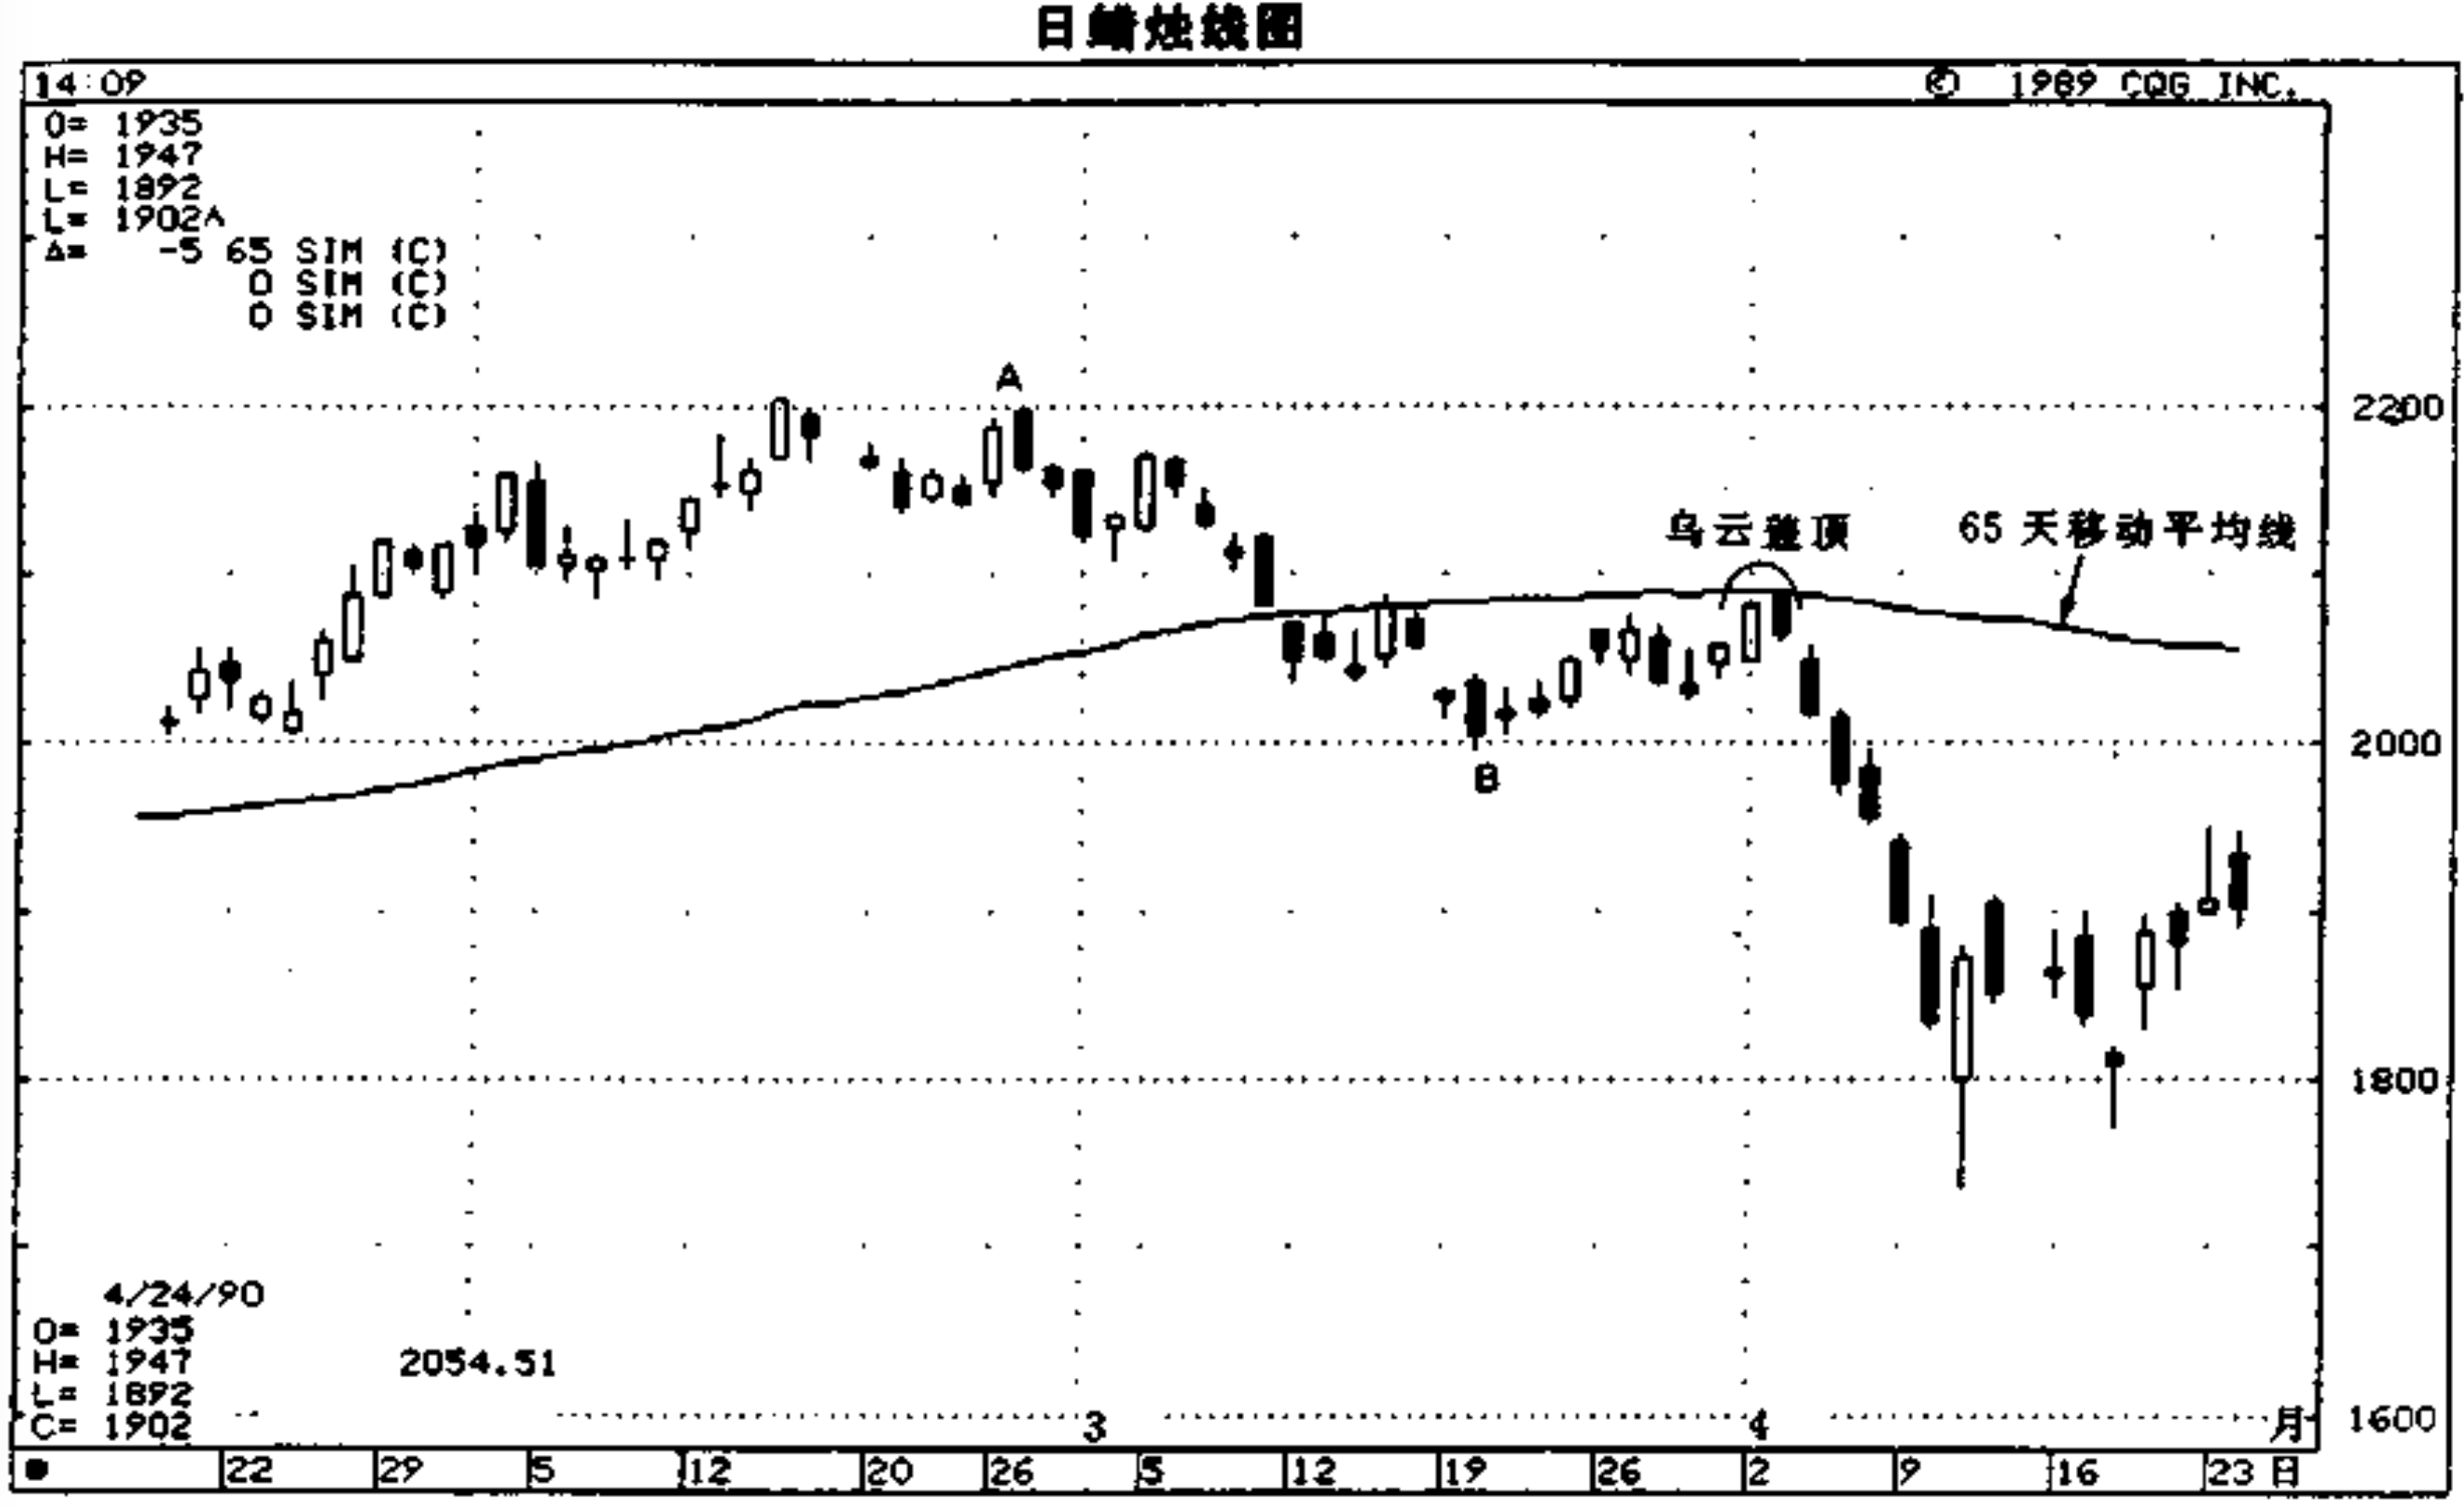 日蜡烛线图
14:09 © 1989 CQG INC.
O= 1935
H= 1947
L= 1892
L= 1902A
Δ= -5 65 SIM (C)
0 SIM (C)
0 SIM (C)
A
2200
乌云盖顶
65 天移动平均线
2000
B
1800
4/24/90
O= 1935
H= 1947
2054.51
L= 1892
C= 1902
3 4 月 1600
22 29 5 12 20 26 5 12 19 26 2 9 16 23 日